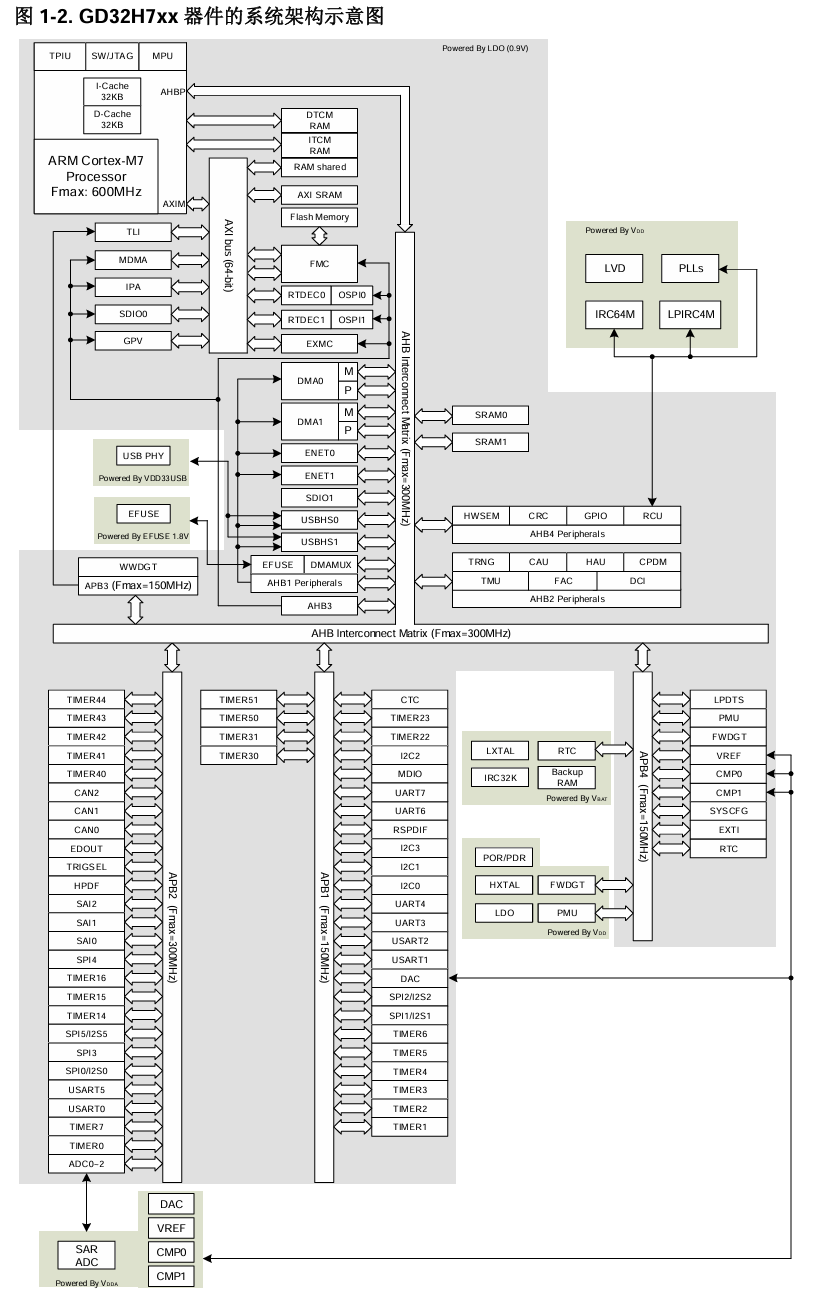 图 1-2. GD32H7xx 器件的系统架构示意图
Powered By LDO (0.9V)
TPIU
SW/JTAG
MPU
I-Cache
32KB
D-Cache
32KB
AHBP
ARM Cortex-M7
Processor
Fmax: 600MHz
AXIM
DTCM
RAM
ITCM
RAM
RAM shared
AXI SRAM
Flash Memory
AXI bus (64-bit)
TLI
MDMA
IPA
SDIO0
GPV
FMC
RTDEC0
OSPI0
RTDEC1
OSPI1
EXMC
AHB Interconnect Matrix (Fmax=300MHz)
Powered By VDD
LVD
PLLs
IRC64M
LPIRC4M
DMA0
M
P
DMA1
M
P
ENET0
ENET1
SDIO1
USBHS0
USBHS1
EFUSE
DMAMUX
AHB1 Peripherals
AHB3
SRAM0
SRAM1
USB PHY
Powered By VDD33USB
EFUSE
Powered By EFUSE 1.8V
HWSEM
CRC
GPIO
RCU
AHB4 Peripherals
TRNG
CAU
HAU
CPDM
TMU
FAC
DCI
AHB2 Peripherals
WWDGT
APB3 (Fmax=150MHz)
AHB Interconnect Matrix (Fmax=300MHz)
TIMER44
TIMER43
TIMER42
TIMER41
TIMER40
CAN2
CAN1
CAN0
EDOUT
TRIGSEL
HPDF
SAI2
SAI1
SAI0
SPI4
TIMER16
TIMER15
TIMER14
SPI5/I2S5
SPI3
SPI0/I2S0
USART5
USART0
TIMER7
TIMER0
ADC0~2
APB2 (Fmax=300MHz)
TIMER51
TIMER50
TIMER31
TIMER30
APB1 (Fmax=150MHz)
CTC
TIMER23
TIMER22
I2C2
MDIO
UART7
UART6
RSPDIF
I2C3
I2C1
I2C0
UART4
UART3
USART2
USART1
DAC
SPI2/I2S2
SPI1/I2S1
TIMER6
TIMER5
TIMER4
TIMER3
TIMER2
TIMER1
LXTAL
RTC
IRC32K
Backup
RAM
Powered By VBAT
POR/PDR
HXTAL
FWDGT
LDO
PMU
Powered By VDD
APB4 (Fmax=150MHz)
LPDTS
PMU
FWDGT
VREF
CMP0
CMP1
SYSCFG
EXTI
RTC
SAR
ADC
Powered By VDDA
DAC
VREF
CMP0
CMP1